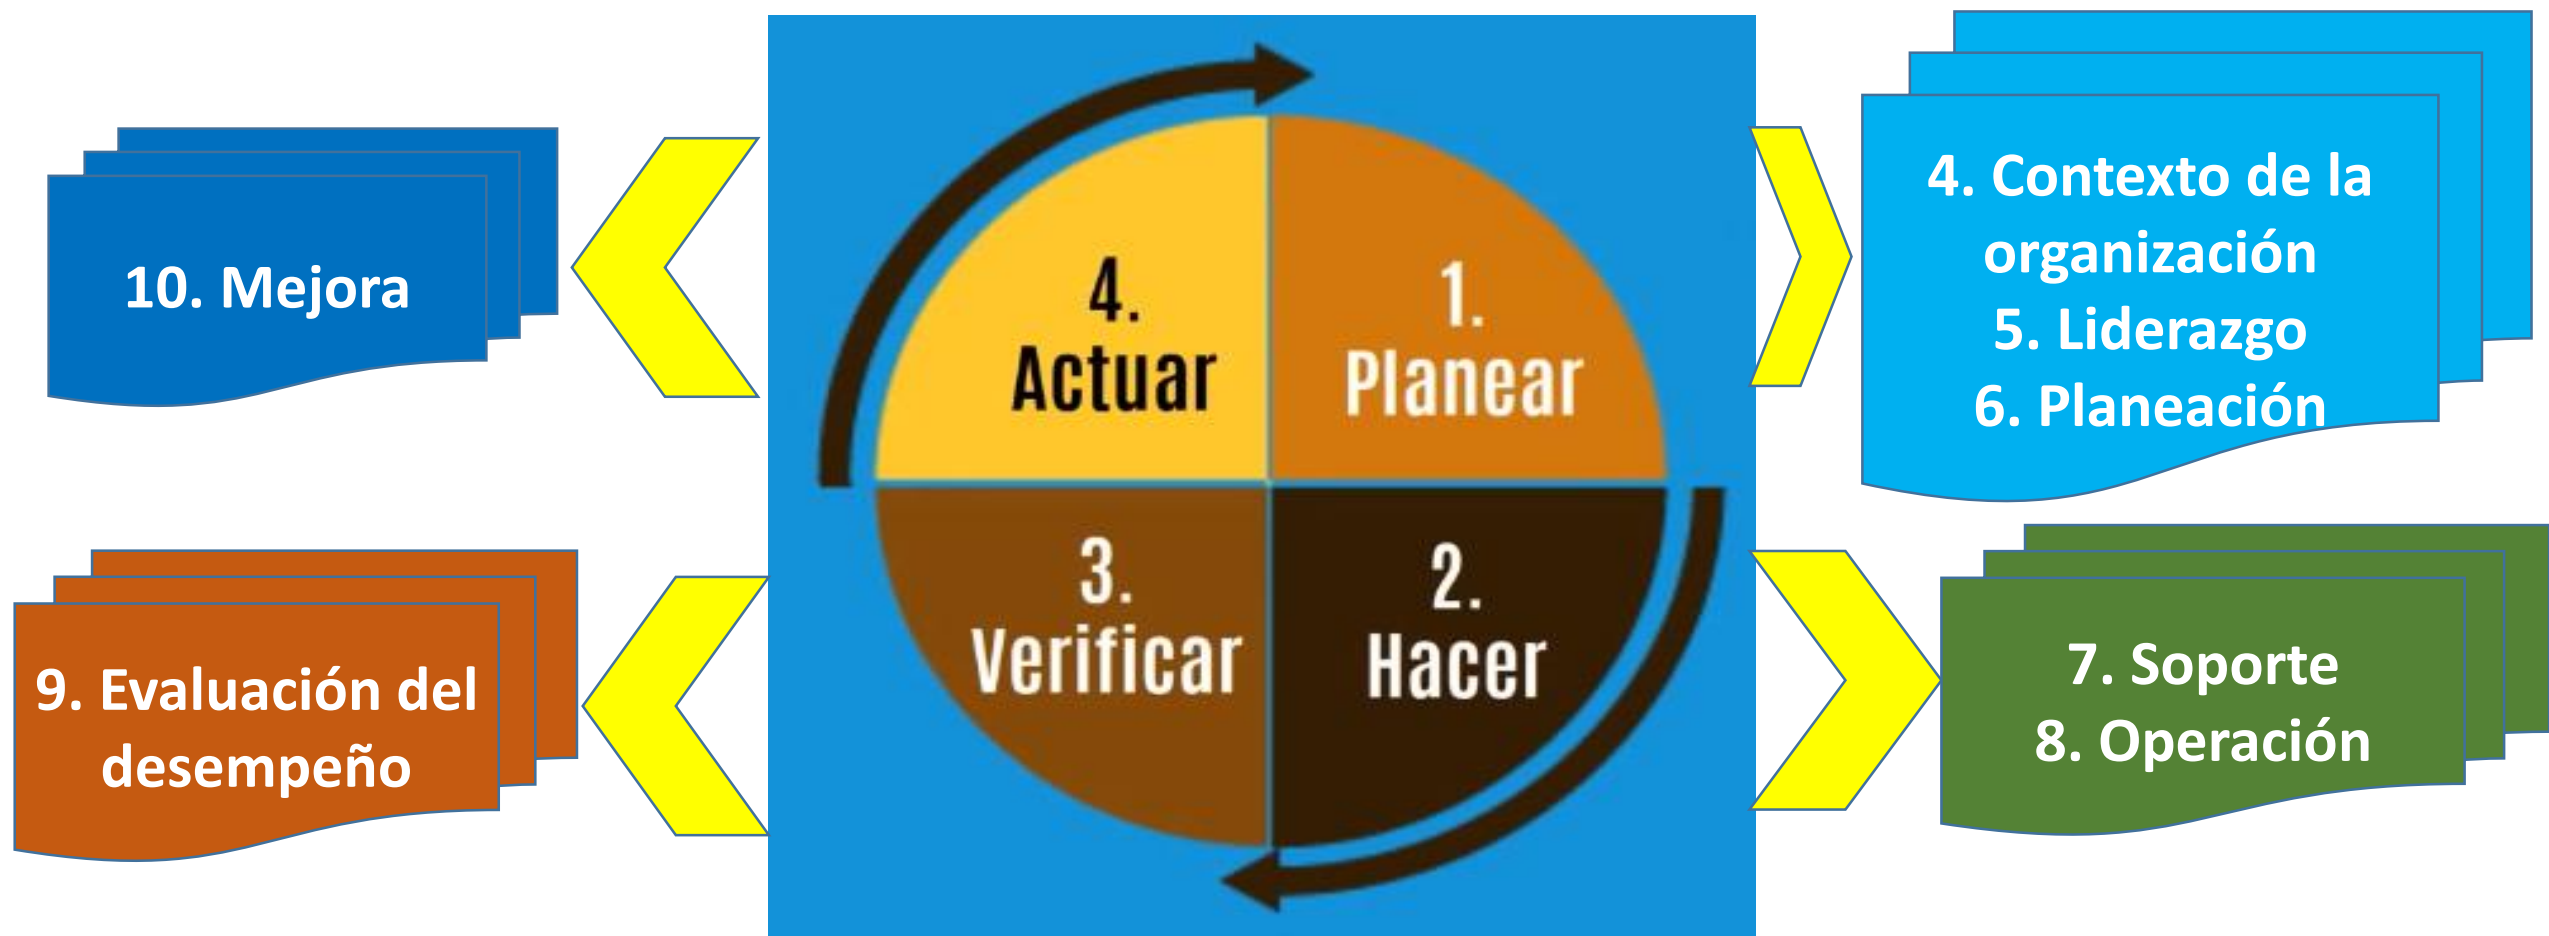 10. Mejora
9. Evaluación del
desempeño
4.
Actuar
1.
Planear
3.
Verificar
2.
Hacer
4. Contexto de la
organización
5. Liderazgo
6. Planeación
7. Soporte
8. Operación